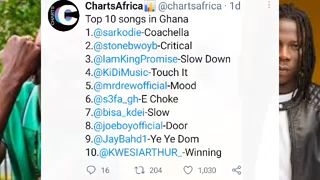 ChartsAfrica @chartsafrica · 1d
Top 10 songs in Ghana
1.@sarkodie-Coachella
2.@stonebwoyb-Critical
3.@IamKingPromise-Slow Down
4.@KiDiMusic-Touch It
5.@mrdrewofficial-Mood
6.@s3fa_gh-E Choke
7.@bisa_kdei-Slow
8.@joeboyofficial-Door
9.@JayBahd1-Ye Ye Dom
10.@KWESIARTHUR_-Winning
16 204 1,030